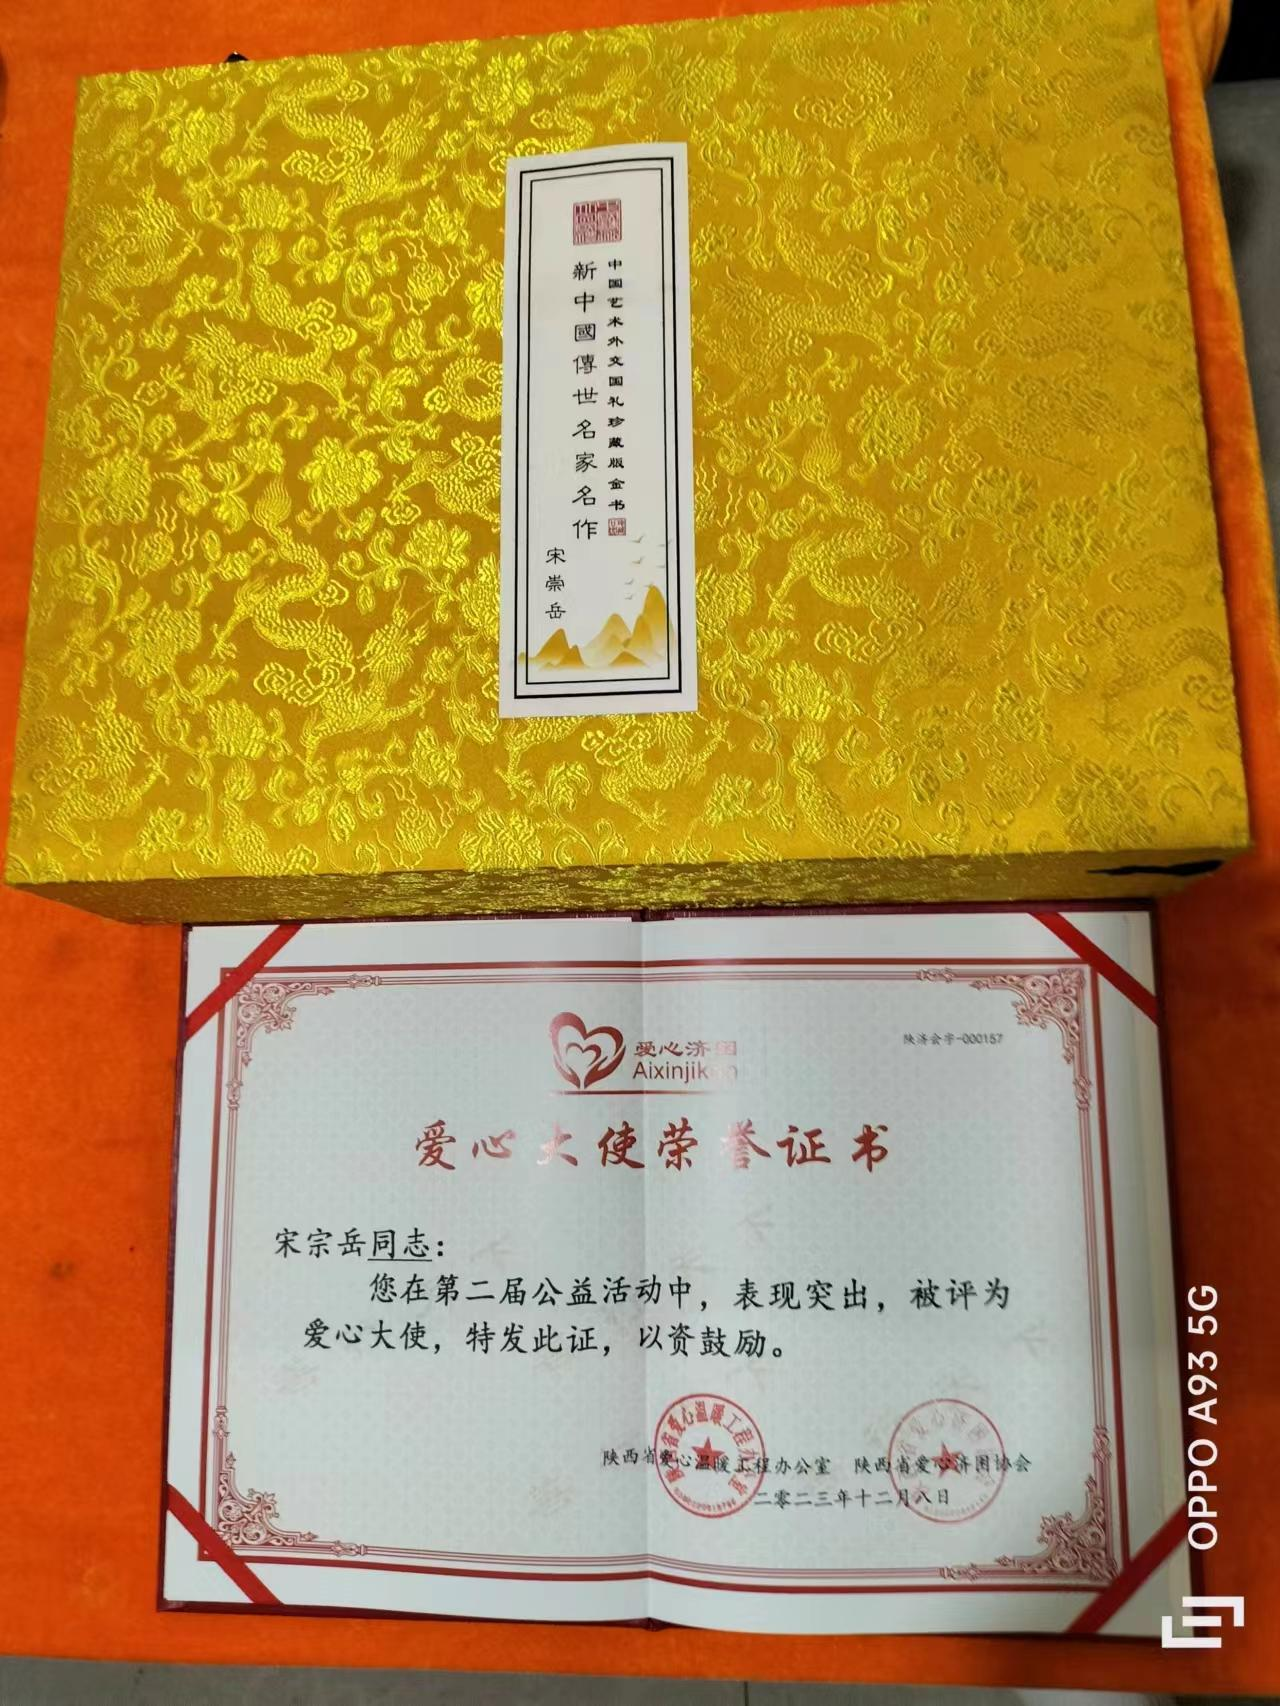 中国艺术外交国礼珍藏版金书
新中國傳世名家名作
宋崇岳
爱心济困
Aixinjikun
陕济会字-000157
爱心大使荣誉证书
宋宗岳同志：
您在第二届公益活动中，表现突出，被评为
爱心大使，特发此证，以资鼓励。
陕西省爱心温暖工程办公室 陕西省爱心济困协会
二零二三年十二月八日
OPPO A93 5G